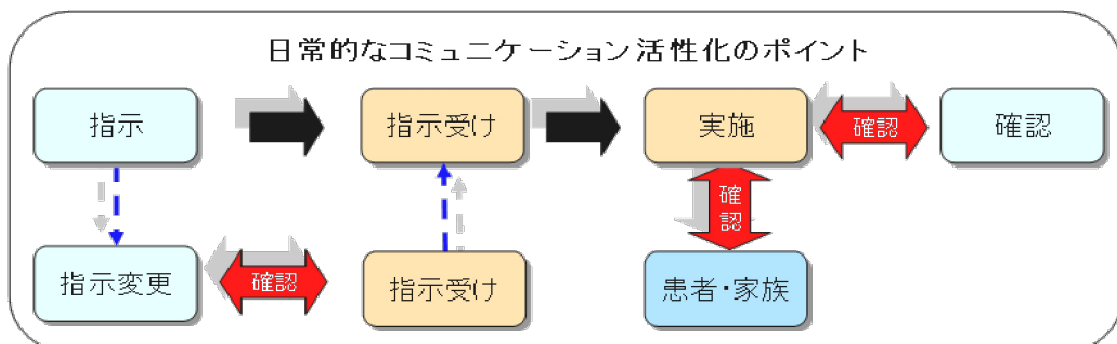 日常的なコミュニケーション活性化のポイント
指示
指示受け
実施
確認
確認
指示変更
確認
指示受け
確認
患者・家族